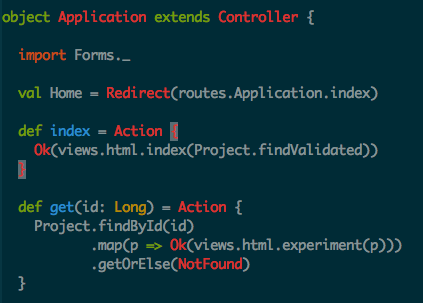 object Application extends Controller {
import Forms._
val Home = Redirect(routes.Application.index)
def index = Action {
Ok(views.html.index(Project.findValidated))
}
def get(id: Long) = Action {
Project.findById(id)
.map(p => Ok(views.html.experiment(p)))
.getOrElse(NotFound)
}